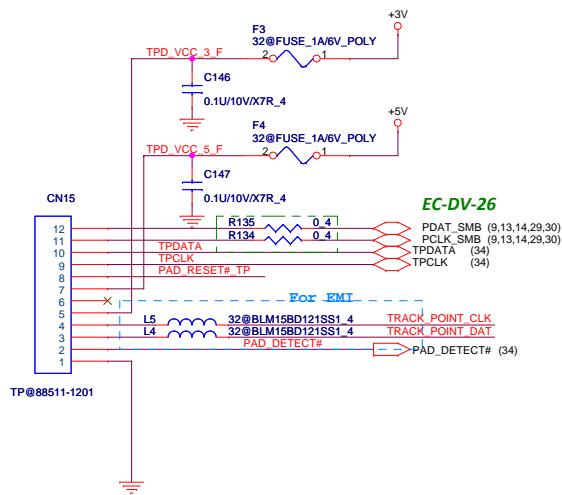 +3V
F3
32@FUSE_1A/6V_POLY
TPD_VCC_3_F
2
1
C146
0.1U/10V/X7R_4
+5V
F4
32@FUSE_1A/6V_POLY
TPD_VCC_5_F
2
1
C147
0.1U/10V/X7R_4
CN15
EC-DV-26
12
R135
0_4
PDAT_SMB (9,13,14,29,30)
11
R134
0_4
PCLK_SMB (9,13,14,29,30)
10
TPDATA
TPDATA (34)
9
TPCLK
TPCLK (34)
8
PAD_RESET#_TP
7
6
For EMI
5
4
L5
32@BLM15BD121SS1_4
TRACK_POINT_CLK
3
L4
32@BLM15BD121SS1_4
TRACK_POINT_DAT
2
PAD_DETECT#
PAD_DETECT# (34)
1
TP@88511-1201